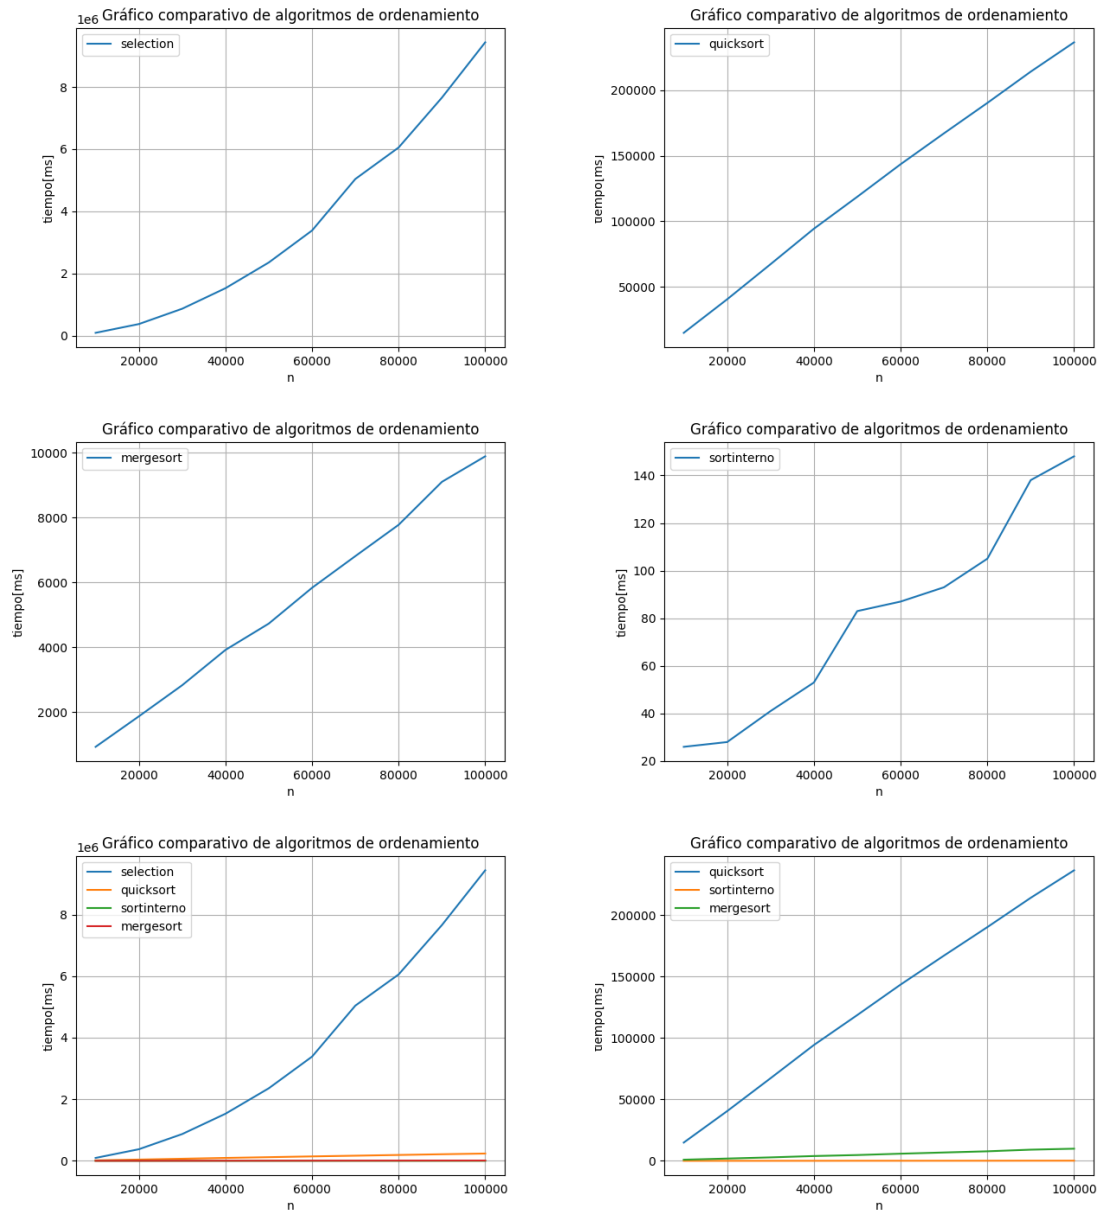 Gráfico comparativo de algoritmos de ordenamiento
1e6
selection
tiempo[ms]
8
6
4
2
0
20000 40000 60000 80000 100000
n
Gráfico comparativo de algoritmos de ordenamiento
quicksort
tiempo[ms]
200000
150000
100000
50000
20000 40000 60000 80000 100000
n
Gráfico comparativo de algoritmos de ordenamiento
mergesort
tiempo[ms]
10000
8000
6000
4000
2000
20000 40000 60000 80000 100000
n
Gráfico comparativo de algoritmos de ordenamiento
sortinterno
tiempo[ms]
140
120
100
80
60
40
20
20000 40000 60000 80000 100000
n
Gráfico comparativo de algoritmos de ordenamiento
1e6
selection
quicksort
sortinterno
mergesort
tiempo[ms]
8
6
4
2
0
20000 40000 60000 80000 100000
n
Gráfico comparativo de algoritmos de ordenamiento
quicksort
sortinterno
mergesort
tiempo[ms]
200000
150000
100000
50000
0
20000 40000 60000 80000 100000
n